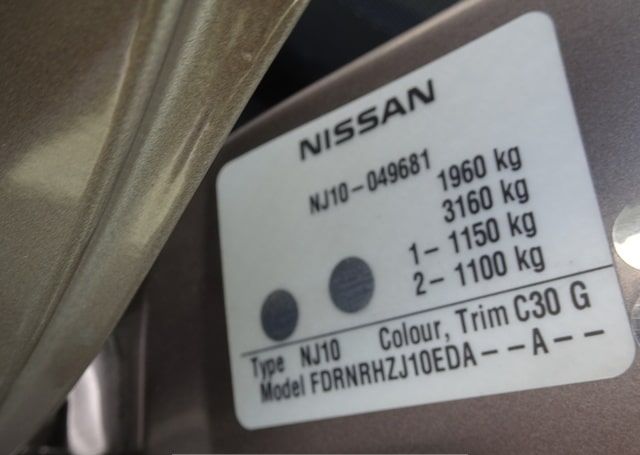 NISSAN
NJ10-049681
1960 kg
3160 kg
1- 1150 kg
2- 1100 kg
Type NJ10 Colour, Trim C30 G
Model FDRNRHZJ10EDA--A--